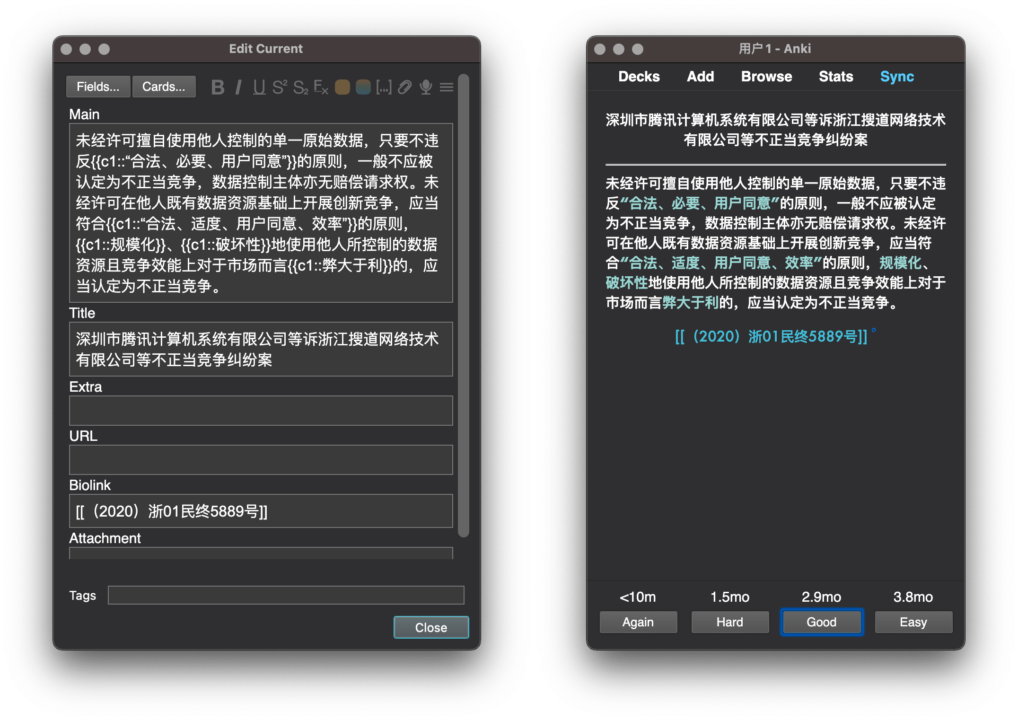 Edit Current
Fields...
Cards...
B I U S² S₂ Eₓ [...]
Main
未经许可擅自使用他人控制的单一原始数据，只要不违
反{{c1::“合法、必要、用户同意”}}的原则，一般不应被
认定为不正当竞争，数据控制主体亦无赔偿请求权。未
经许可在他人既有数据资源基础上开展创新竞争，应当
符合{{c1::“合法、适度、用户同意、效率”}}的原则，
{{c1::规模化}}、{{c1::破坏性}}地使用他人所控制的数据
资源且竞争效能上对于市场而言{{c1::弊大于利}}的，应
当认定为不正当竞争。
Title
深圳市腾讯计算机系统有限公司等诉浙江搜道网络技术
有限公司等不正当竞争纠纷案
Extra
URL
Biolink
[[（2020）浙01民终5889号]]
Attachment
Tags
Close
用户1 - Anki
Decks
Add
Browse
Stats
Sync
深圳市腾讯计算机系统有限公司等诉浙江搜道网络技术
有限公司等不正当竞争纠纷案
未经许可擅自使用他人控制的单一原始数据，只要不违
反“合法、必要、用户同意”的原则，一般不应被认定
为不正当竞争，数据控制主体亦无赔偿请求权。未经许
可在他人既有数据资源基础上开展创新竞争，应当符
合“合法、适度、用户同意、效率”的原则，规模化、
破坏性地使用他人所控制的数据资源且竞争效能上对于
市场而言弊大于利的，应当认定为不正当竞争。
[[（2020）浙01民终5889号]]
<10m
1.5mo
2.9mo
3.8mo
Again
Hard
Good
Easy